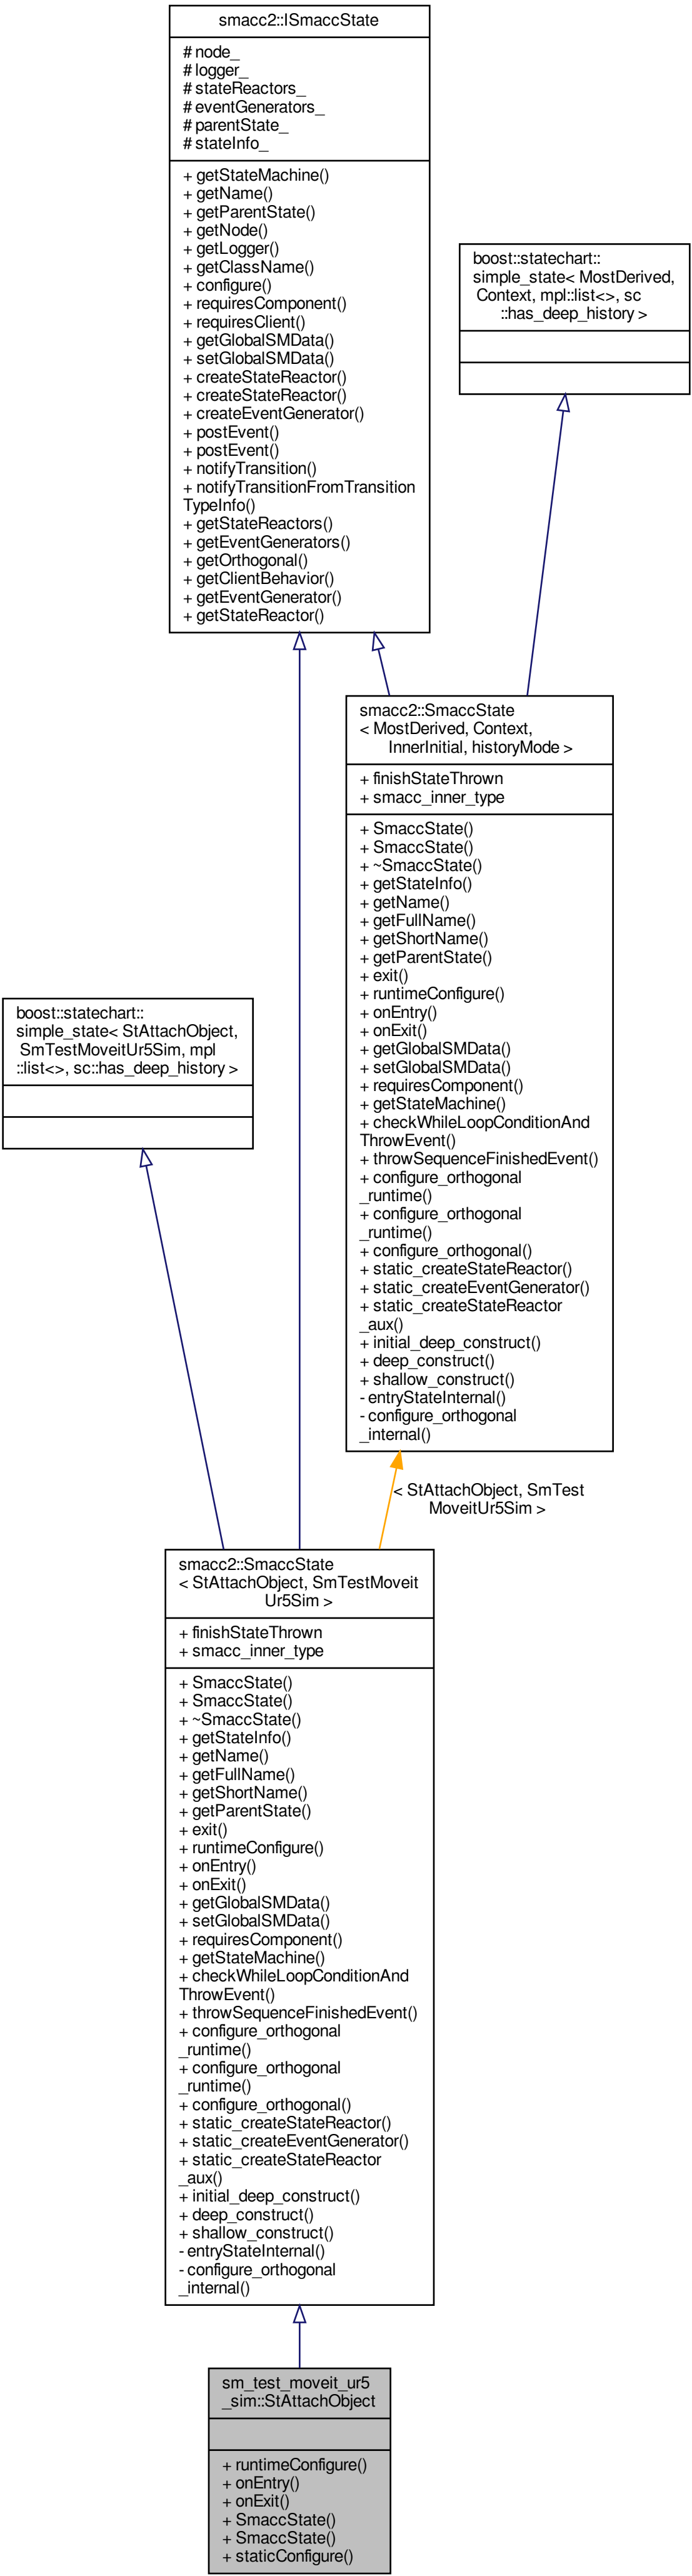 smacc2::ISmaccState
# node_
# logger_
# stateReactors_
# eventGenerators_
# parentState_
# stateInfo_
+ getStateMachine()
+ getName()
+ getParentState()
+ getNode()
+ getLogger()
+ getClassName()
+ configure()
+ requiresComponent()
+ requiresClient()
+ getGlobalSMData()
+ setGlobalSMData()
+ createStateReactor()
+ createStateReactor()
+ createEventGenerator()
+ postEvent()
+ postEvent()
+ notifyTransition()
+ notifyTransitionFromTransition
TypeInfo()
+ getStateReactors()
+ getEventGenerators()
+ getOrthogonal()
+ getClientBehavior()
+ getEventGenerator()
+ getStateReactor()
boost::statechart::
simple_state< MostDerived,
Context, mpl::list<>, sc
::has_deep_history >
smacc2::SmaccState
< MostDerived, Context,
InnerInitial, historyMode >
+ finishStateThrown
+ smacc_inner_type
+ SmaccState()
+ SmaccState()
+ ~SmaccState()
+ getStateInfo()
+ getName()
+ getFullName()
+ getShortName()
+ getParentState()
+ exit()
+ runtimeConfigure()
+ onEntry()
+ onExit()
+ getGlobalSMData()
+ setGlobalSMData()
+ requiresComponent()
+ getStateMachine()
+ checkWhileLoopConditionAnd
ThrowEvent()
+ throwSequenceFinishedEvent()
+ configure_orthogonal
_runtime()
+ configure_orthogonal
_runtime()
+ configure_orthogonal()
+ static_createStateReactor()
+ static_createEventGenerator()
+ static_createStateReactor
_aux()
+ initial_deep_construct()
+ deep_construct()
+ shallow_construct()
- entryStateInternal()
- configure_orthogonal
_internal()
boost::statechart::
simple_state< StAttachObject,
SmTestMoveitUr5Sim, mpl
::list<>, sc::has_deep_history >
< StAttachObject, SmTest
MoveitUr5Sim >
smacc2::SmaccState
< StAttachObject, SmTestMoveit
Ur5Sim >
+ finishStateThrown
+ smacc_inner_type
+ SmaccState()
+ SmaccState()
+ ~SmaccState()
+ getStateInfo()
+ getName()
+ getFullName()
+ getShortName()
+ getParentState()
+ exit()
+ runtimeConfigure()
+ onEntry()
+ onExit()
+ getGlobalSMData()
+ setGlobalSMData()
+ requiresComponent()
+ getStateMachine()
+ checkWhileLoopConditionAnd
ThrowEvent()
+ throwSequenceFinishedEvent()
+ configure_orthogonal
_runtime()
+ configure_orthogonal
_runtime()
+ configure_orthogonal()
+ static_createStateReactor()
+ static_createEventGenerator()
+ static_createStateReactor
_aux()
+ initial_deep_construct()
+ deep_construct()
+ shallow_construct()
- entryStateInternal()
- configure_orthogonal
_internal()
sm_test_moveit_ur5
_sim::StAttachObject
+ runtimeConfigure()
+ onEntry()
+ onExit()
+ SmaccState()
+ SmaccState()
+ staticConfigure()